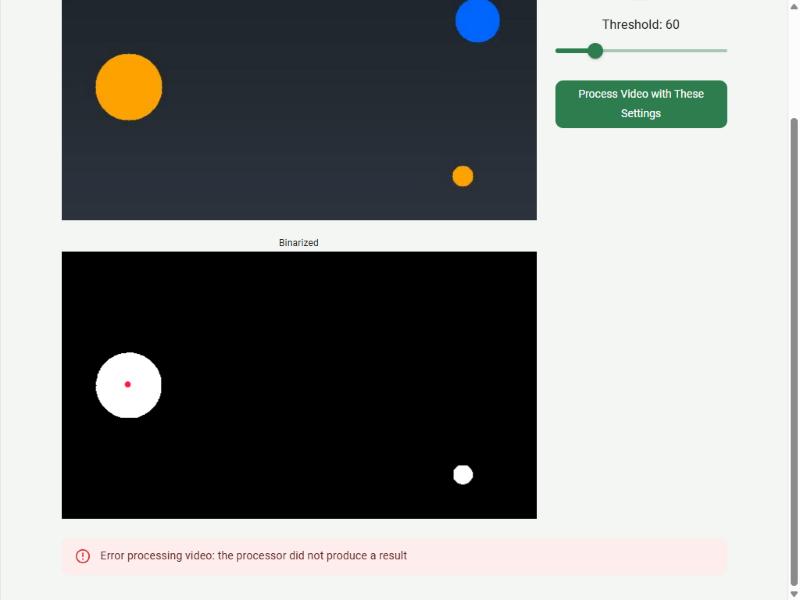 Threshold: 60
Process Video with These
Settings
Binarized
Error processing video: the processor did not produce a result